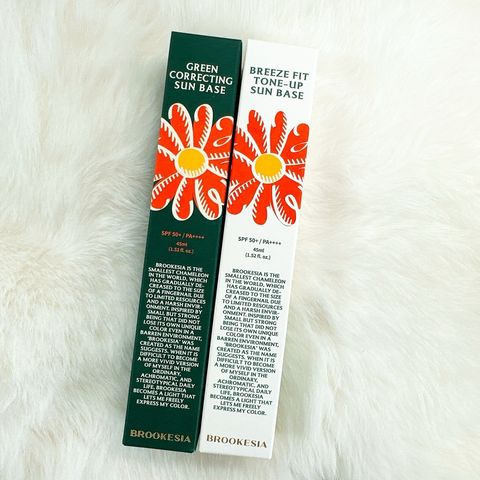 GREEN
CORRECTING
SUN BASE
SPF 50+ / PA++++
45ml
(1.52 fl. oz.)
BROOKESIA IS THE
SMALLEST CHAMELEON
IN THE WORLD, WHICH
HAS GRADUALLY DE-
CREASED TO THE SIZE
OF A FINGERNAIL DUE
TO LIMITED RESOURCES
AND A HARSH ENVIR-
ONMENT. INSPIRED BY
SMALL BUT STRONG
BEING THAT DID NOT
LOSE ITS OWN UNIQUE
COLOR EVEN IN A
BARREN ENVIRONMENT,
'BROOKESIA' WAS
CREATED AS THE NAME
SUGGESTS, WHEN IT IS
DIFFICULT TO BECOME
A MORE VIVID VERSION
OF MYSELF IN THE
ORDINARY,
ACHROMATIC, AND
STEREOTYPICAL DAILY
LIFE, BROOKESIA
BECOMES A LIGHT THAT
LETS ME FREELY
EXPRESS MY COLOR.
BROOKESIA
BREEZE FIT
TONE-UP
SUN BASE
SPF 50+ / PA++++
45ml
(1.52 fl. oz.)
BROOKESIA IS THE
SMALLEST CHAMELEON
IN THE WORLD, WHICH
HAS GRADUALLY DE-
CREASED TO THE SIZE
OF A FINGERNAIL DUE
TO LIMITED RESOURCES
AND A HARSH ENVIR-
ONMENT. INSPIRED BY
SMALL BUT STRONG
BEING THAT DID NOT
LOSE ITS OWN UNIQUE
COLOR EVEN IN A
BARREN ENVIRONMENT,
'BROOKESIA' WAS
CREATED AS THE NAME
SUGGESTS, WHEN IT IS
DIFFICULT TO BECOME
A MORE VIVID VERSION
OF MYSELF IN THE
ORDINARY,
ACHROMATIC, AND
STEREOTYPICAL DAILY
LIFE, BROOKESIA
BECOMES A LIGHT THAT
LETS ME FREELY
EXPRESS MY COLOR.
BROOKESIA